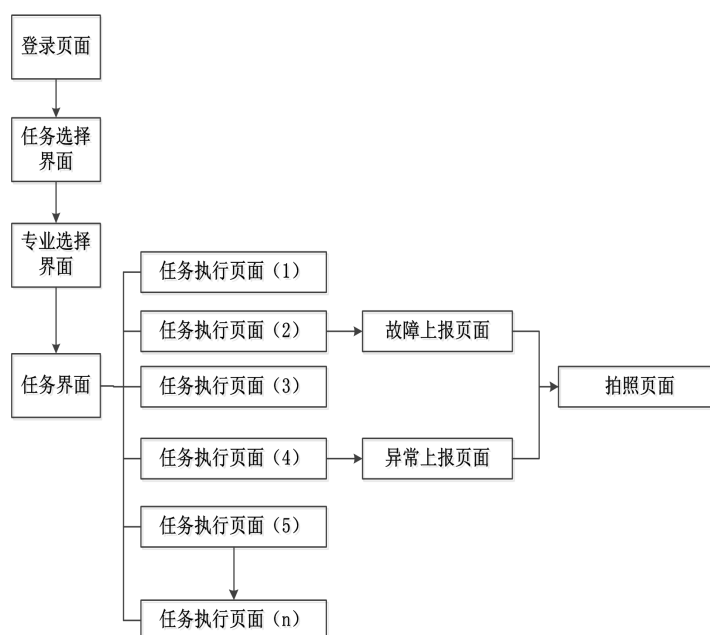 登录页面
任务选择
界面
专业选择
界面
任务执行页面（1）
任务执行页面（2）
故障上报页面
任务界面
任务执行页面（3）
拍照页面
任务执行页面（4）
异常上报页面
任务执行页面（5）
任务执行页面（n）